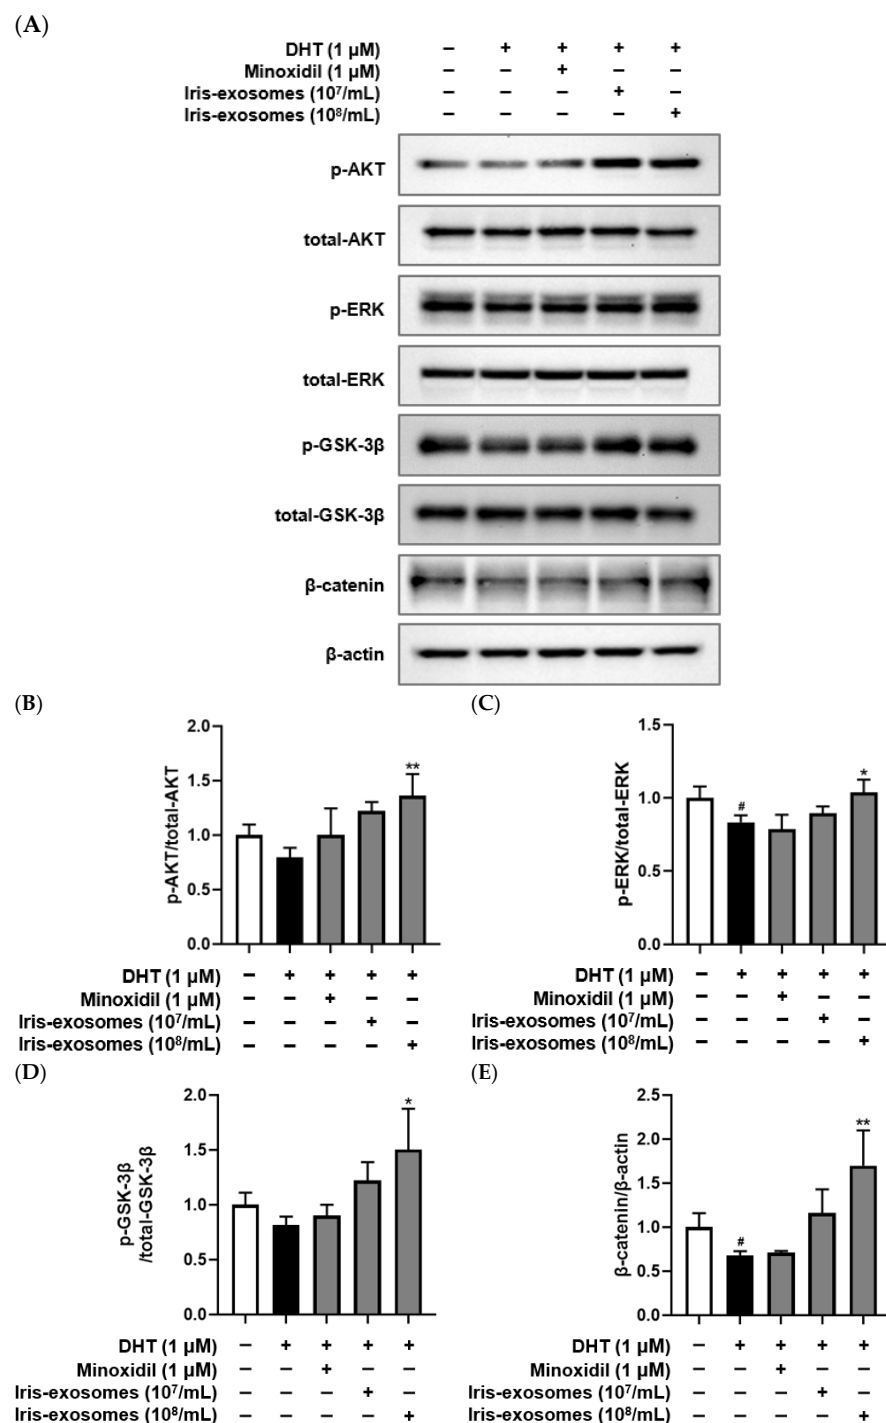 (A)
DHT (1 μM) – + + + +
Minoxidil (1 μM) – – + – –
Iris-exosomes (10⁷/mL) – – – + –
Iris-exosomes (10⁸/mL) – – – – +
p-AKT
total-AKT
p-ERK
total-ERK
p-GSK-3β
total-GSK-3β
β-catenin
β-actin
(B)
p-AKT/total-AKT
2.0
1.5
1.0
0.5
0.0
**
DHT (1 μM) – + + + +
Minoxidil (1 μM) – – + – –
Iris-exosomes (10⁷/mL) – – – + –
Iris-exosomes (10⁸/mL) – – – – +
(C)
p-ERK/total-ERK
1.5
1.0
0.5
0.0
#
*
DHT (1 μM) – + + + +
Minoxidil (1 μM) – – + – –
Iris-exosomes (10⁷/mL) – – – + –
Iris-exosomes (10⁸/mL) – – – – +
(D)
p-GSK-3β
/total-GSK-3β
2.0
1.5
1.0
0.5
0.0
*
DHT (1 μM) – + + + +
Minoxidil (1 μM) – – + – –
Iris-exosomes (10⁷/mL) – – – + –
Iris-exosomes (10⁸/mL) – – – – +
(E)
β-catenin/β-actin
2.5
2.0
1.5
1.0
0.5
0.0
#
**
DHT (1 μM) – + + + +
Minoxidil (1 μM) – – + – –
Iris-exosomes (10⁷/mL) – – – + –
Iris-exosomes (10⁸/mL) – – – – +